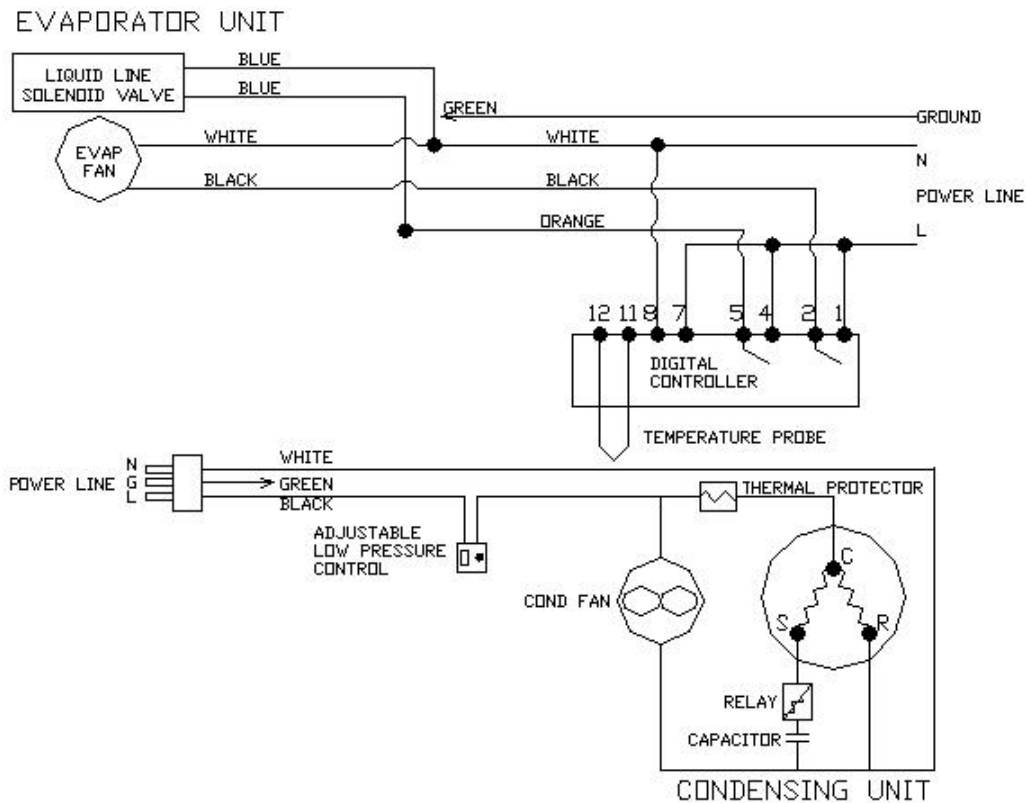 EVAPORATOR UNIT
LIQUID LINE
SOLENOID VALVE
BLUE
BLUE
GREEN
GROUND
EVAP
FAN
WHITE
WHITE
N
BLACK
BLACK
POWER LINE
ORANGE
L
12 11 8 7 5 4 2 1
DIGITAL
CONTROLLER
TEMPERATURE PROBE
POWER LINE
N
G
L
WHITE
GREEN
BLACK
THERMAL PROTECTOR
ADJUSTABLE
LOW PRESSURE
CONTROL
COND FAN
C
S
R
RELAY
CAPACITOR
CONDENSING UNIT